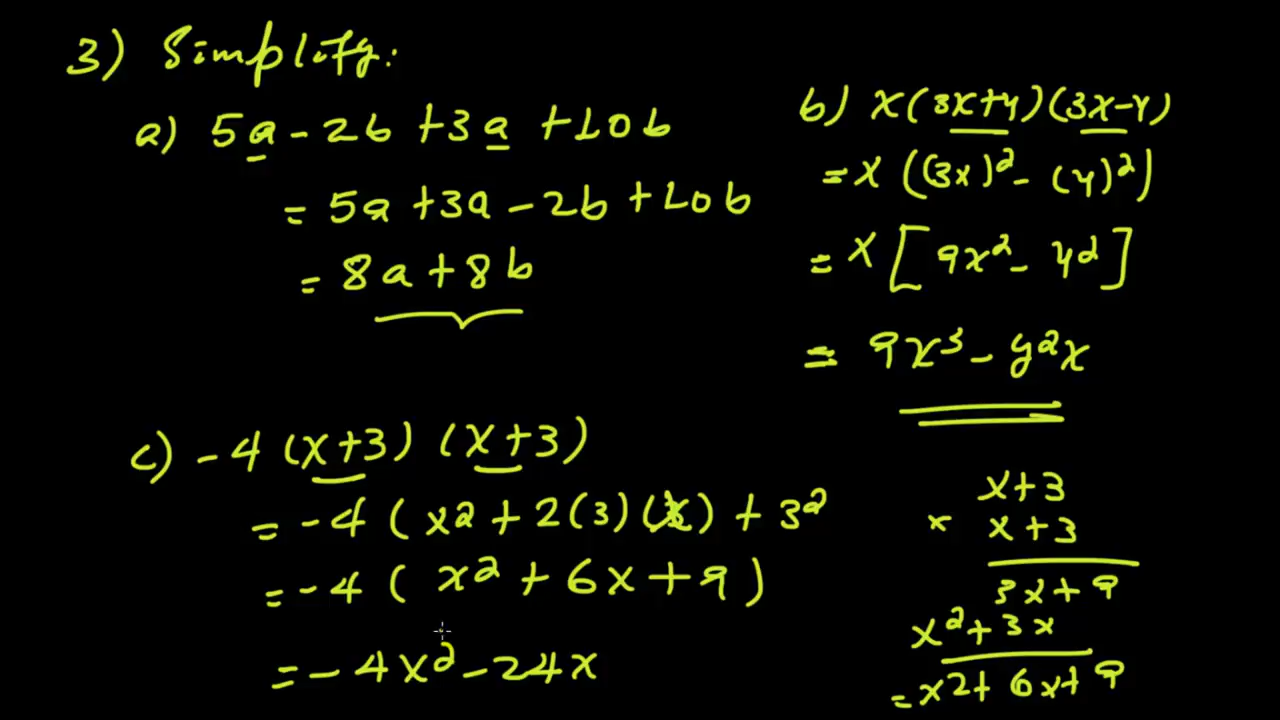 3) Simplify:
a) 5a - 2b + 3a + 10b
= 5a + 3a - 2b + 10b
= 8a + 8b
b) x(3x+y)(3x-y)
= x((3x)² - (y)²)
= x[9x² - y²]
= 9x³ - y²x
c) -4(x+3)(x+3)
= -4(x² + 2(3)(x) + 3²
= -4(x² + 6x + 9)
= -4x² - 24x
x+3
× x+3
3x+9
x²+3x
= x²+6x+9